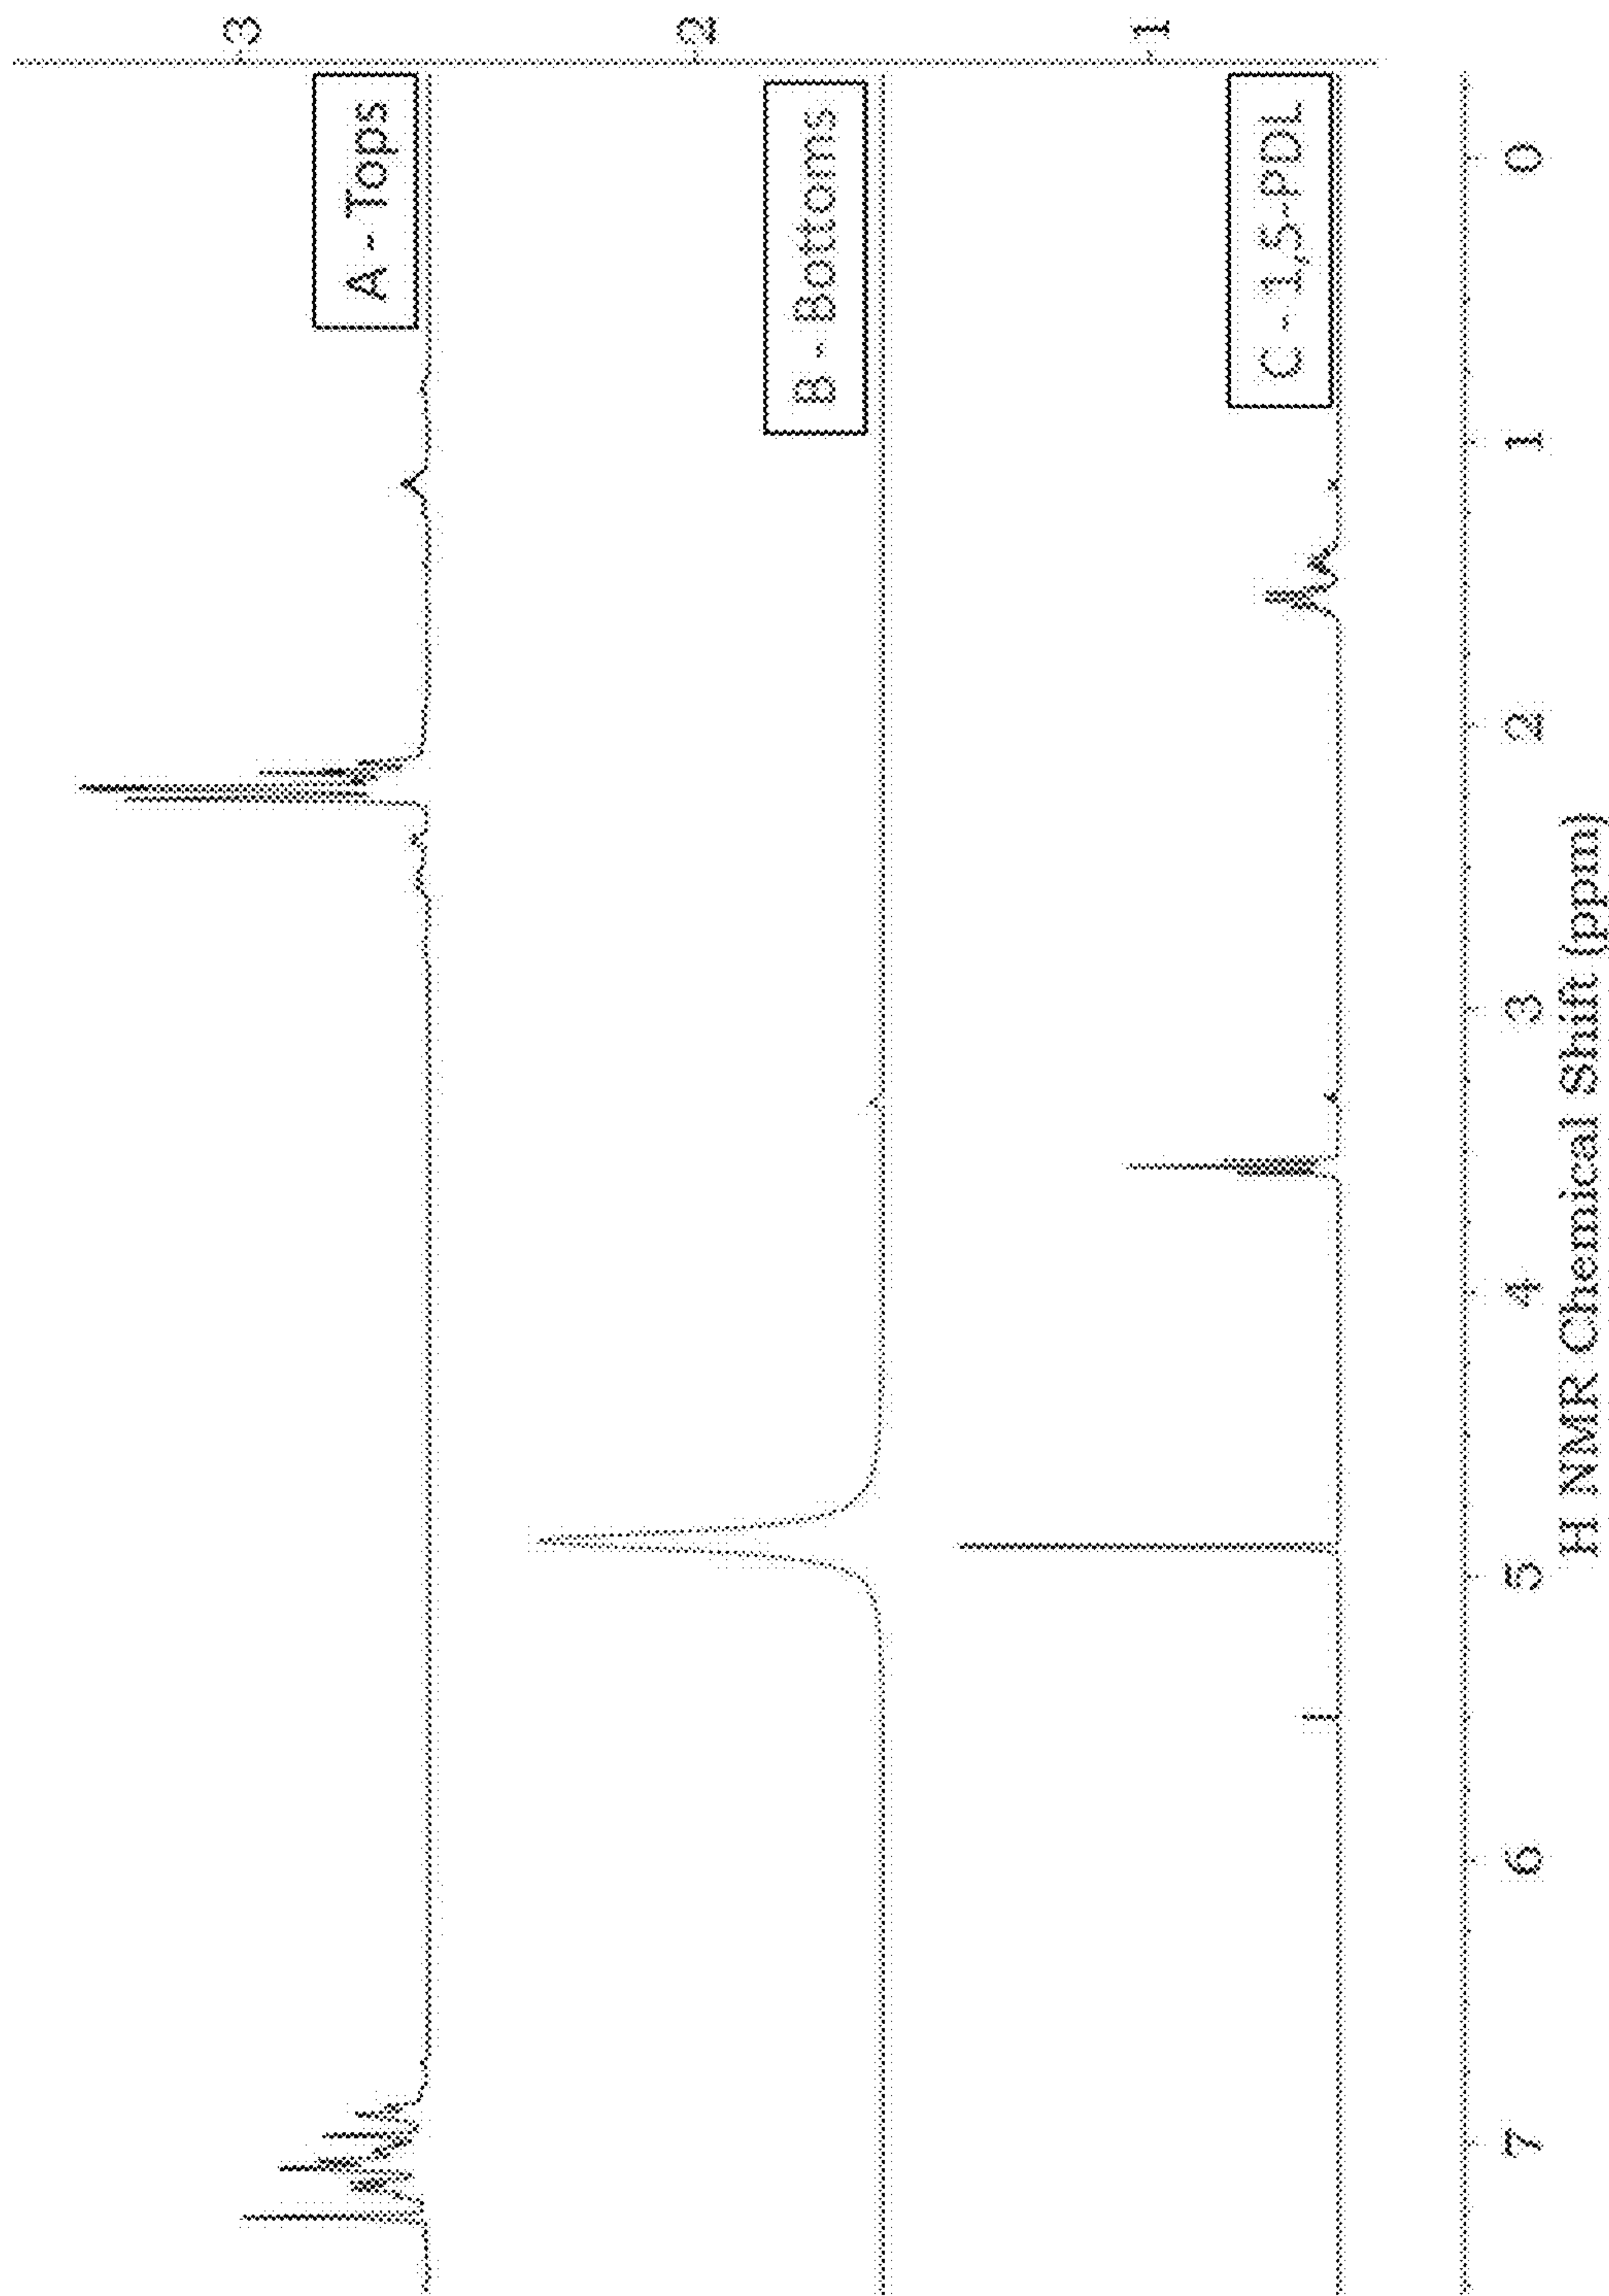 3
A - Tops
2
B - Bottoms
1
C - 1,5-PDL
7 6 5 4 3 2 1 0
H NMR Chemical Shift (ppm)